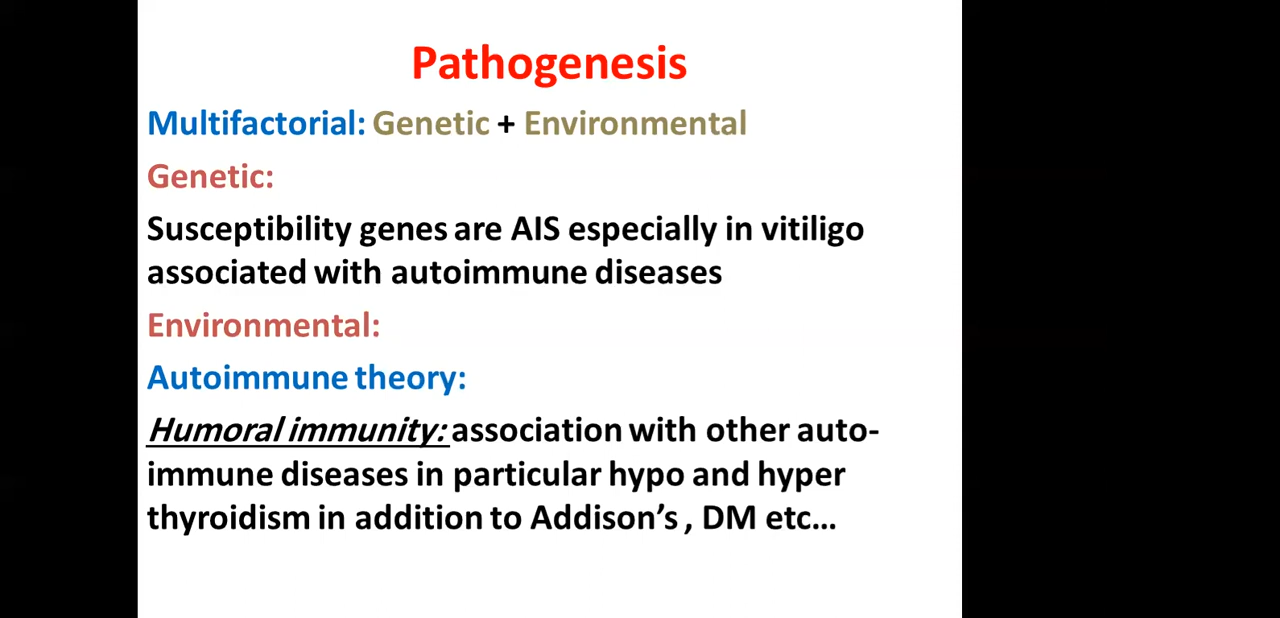 Pathogenesis
Multifactorial: Genetic + Environmental
Genetic:
Susceptibility genes are AIS especially in vitiligo
associated with autoimmune diseases
Environmental:
Autoimmune theory:
Humoral immunity: association with other auto-
immune diseases in particular hypo and hyper
thyroidism in addition to Addison’s , DM etc…